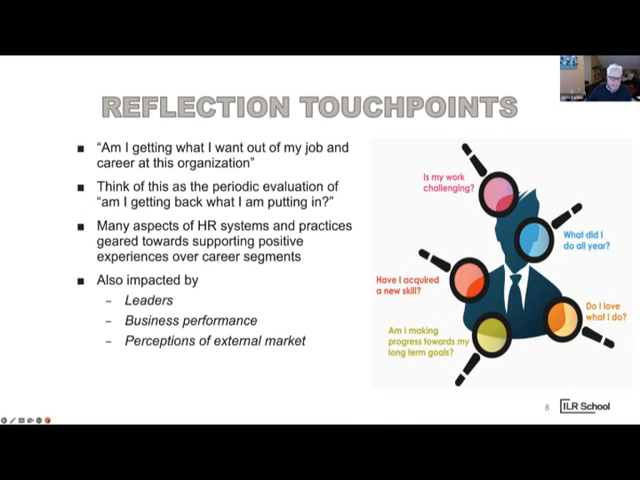 REFLECTION TOUCHPOINTS
■ “Am I getting what I want out of my job and
career at this organization”
■ Think of this as the periodic evaluation of
“am I getting back what I am putting in?”
■ Many aspects of HR systems and practices
geared towards supporting positive
experiences over career segments
■ Also impacted by
– Leaders
– Business performance
– Perceptions of external market
Is my work
challenging?
What did I
do all year?
Have I acquired
a new skill?
Do I love
what I do?
Am I making
progress towards my
long term goals?
8
ILR School